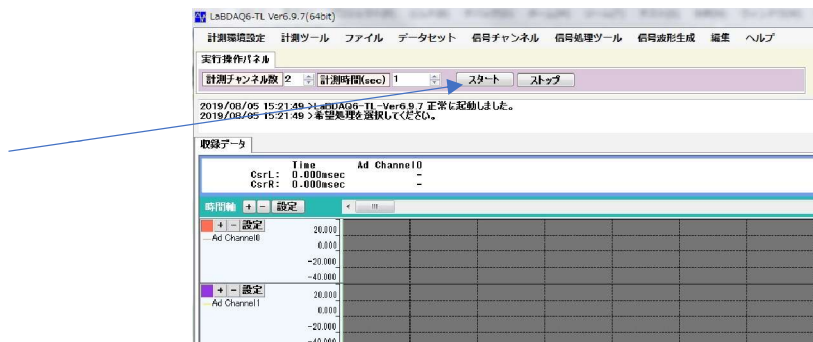 LaBDAQ6-TL Ver6.9.7(64bit)
計測環境設定 計測ツール ファイル データセット 信号チャンネル 信号処理ツール 信号波形生成 編集 ヘルプ
実行操作パネル
計測チャンネル数 2 計測時間(sec) 1 スタート ストップ
2019/08/05 15:21:49 >LaBDAQ6-TL-Ver6.9.7 正常に起動しました。
2019/08/05 15:21:49 >希望処理を選択してください。
収録データ
Time Ad Channel0
CsrL: 0.000msec -
CsrR: 0.000msec -
時間軸 + - 設定
+ - 設定
Ad Channel0
20.000
0.000
-20.000
-40.000
+ - 設定
Ad Channel1
20.000
0.000
-20.000
-40.000